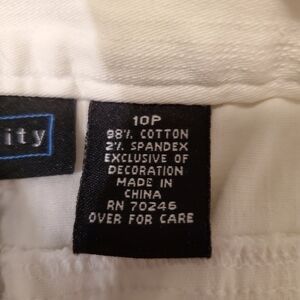 ity
10P
98% COTTON
2% SPANDEX
EXCLUSIVE OF
DECORATION
MADE IN
CHINA
RN 70246
OVER FOR CARE